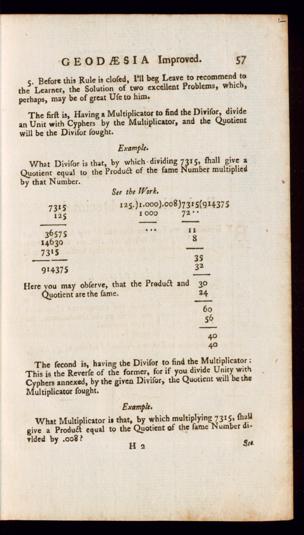 GEODÆSIA Improved. 57
5. Before this Rule is closed, I'll beg Leave to recommend to
the Learner, the Solution of two excellent Problems, which,
perhaps, may be of great Uſe to him.
The firſt is, Having a Multiplicator to find the Diviſor, divide
an Unit with Cyphers by the Multiplicator, and the Quotient
will be the Diviſor ſought.
Example.
What Diviſor is that, by which dividing 7315, ſhall give a
Quotient equal to the Product of the ſame Number multiplied
by that Number.
See the Work.
7315 125.)1.000).008)7315(914375
125 1 000 72··
36575 ··· 11
14630 8
7315 35
914375 32
Here you may obſerve, that the Product and 30
Quotient are the ſame. 24
60
56
40
40
The ſecond is, having the Diviſor to find the Multiplicator:
This is the Reverſe of the former, for if you divide Unity with
Cyphers annexed, by the given Diviſor, the Quotient will be the
Multiplicator ſought.
Example.
What Multiplicator is that, by which multiplying 7315, ſhall
give a Product equal to the Quotient of the ſame Number di-
vided by .008?
H 2 See